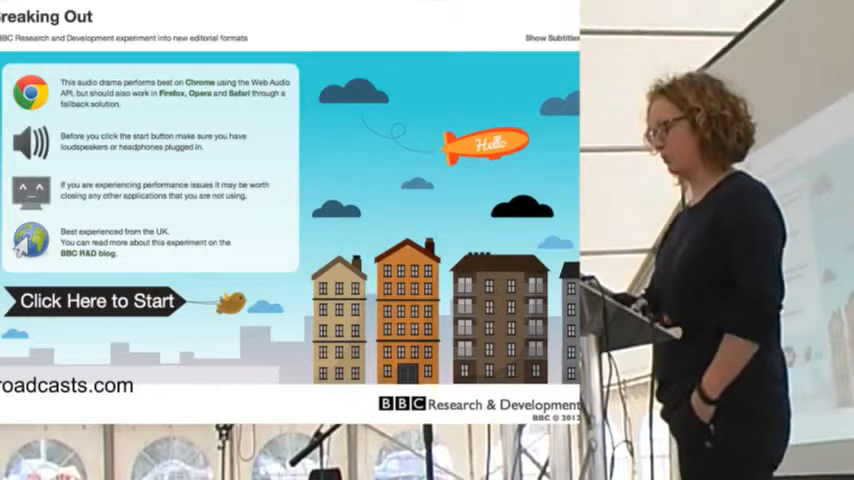 reaking Out
BBC Research and Development experiment into new editorial formats
Show Subtitles
This audio drama performs best on Chrome using the Web Audio
API, but should also work in Firefox, Opera and Safari through a
fallback solution.
Before you click the start button make sure you have
loudspeakers or headphones plugged in.
If you are experiencing performance issues it may be worth
closing any other applications that you are not using.
Best experienced from the UK.
You can read more about this experiment on the
BBC R&D blog.
Hello
Click Here to Start
roadcasts.com
BBC Research & Development
BBC © 2012